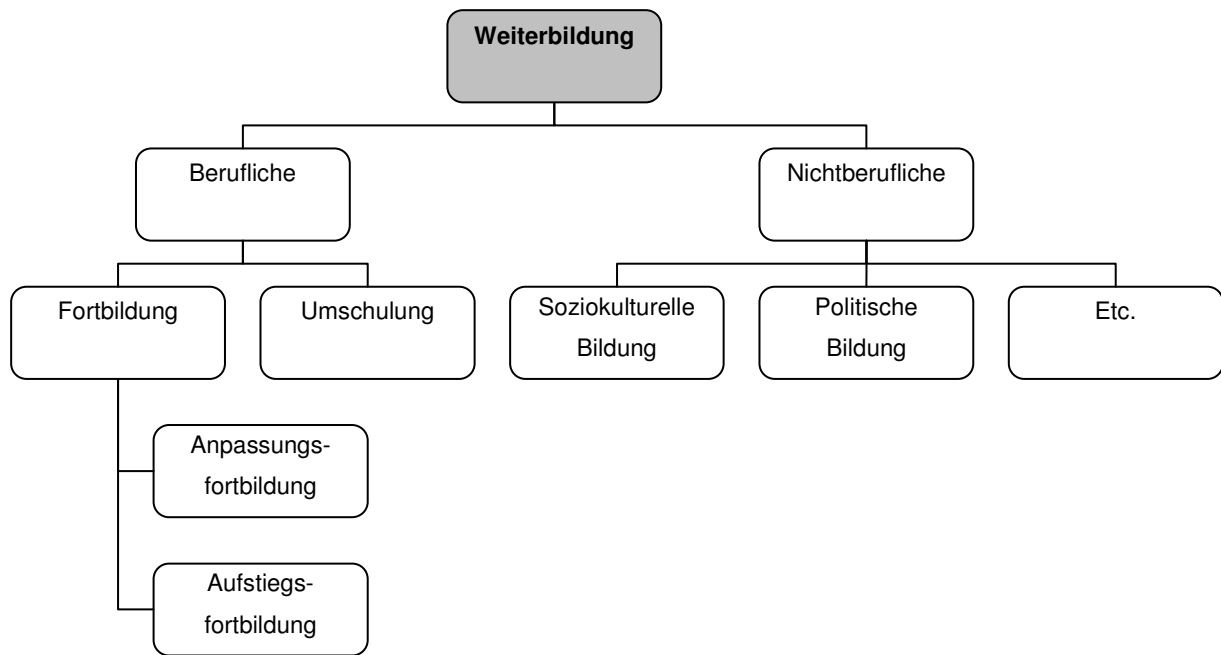 Weiterbildung
Berufliche
Nichtberufliche
Fortbildung
Umschulung
Soziokulturelle
Bildung
Politische
Bildung
Etc.
Anpassungs-
fortbildung
Aufstiegs-
fortbildung